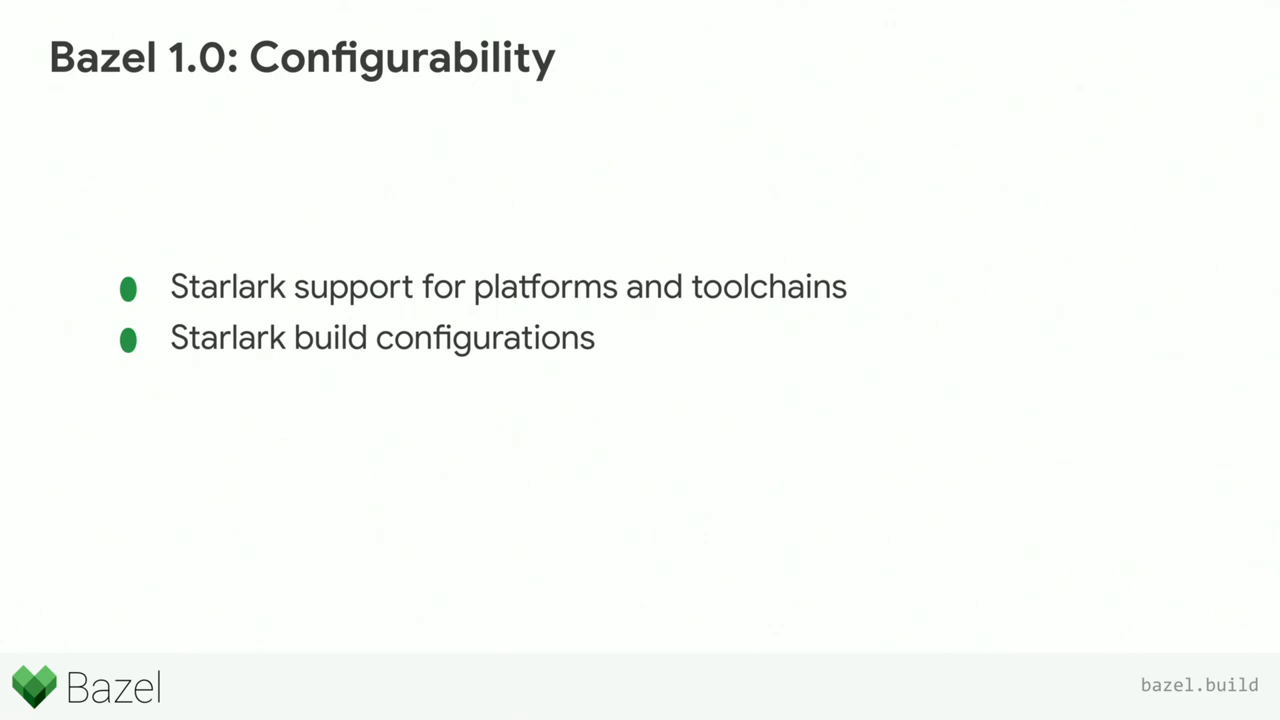 Bazel 1.0: Configurability
Starlark support for platforms and toolchains
Starlark build configurations
Bazel
bazel.build